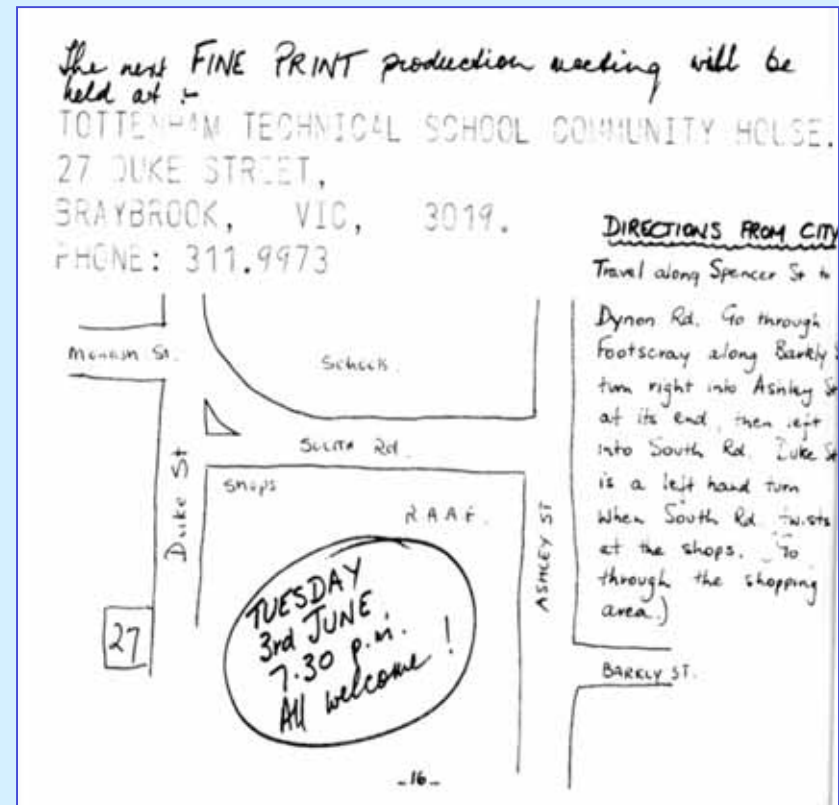 The next FINE PRINT production meeting will be
held at :-
TOTTENHAM TECHNICAL SCHOOL COMMUNITY HOUSE.
27 DUKE STREET,
BRAYBROOK, VIC, 3019.
PHONE: 311.9973
DIRECTIONS FROM CITY
Travel along Spencer St to
Dynon Rd. Go through
Footscray along Barkly
turn right into Ashley St
at its end, then left
into South Rd. Duke St
is a left hand turn
When South Rd. twists
at the shops. Go
through the shopping
area.)
St.
School
South Rd.
Shops
Duke St
R.A.A.F.
ASHLEY ST
27
TUESDAY
3rd JUNE
7.30 p.m.
All welcome!
BARKLY ST.
-16-